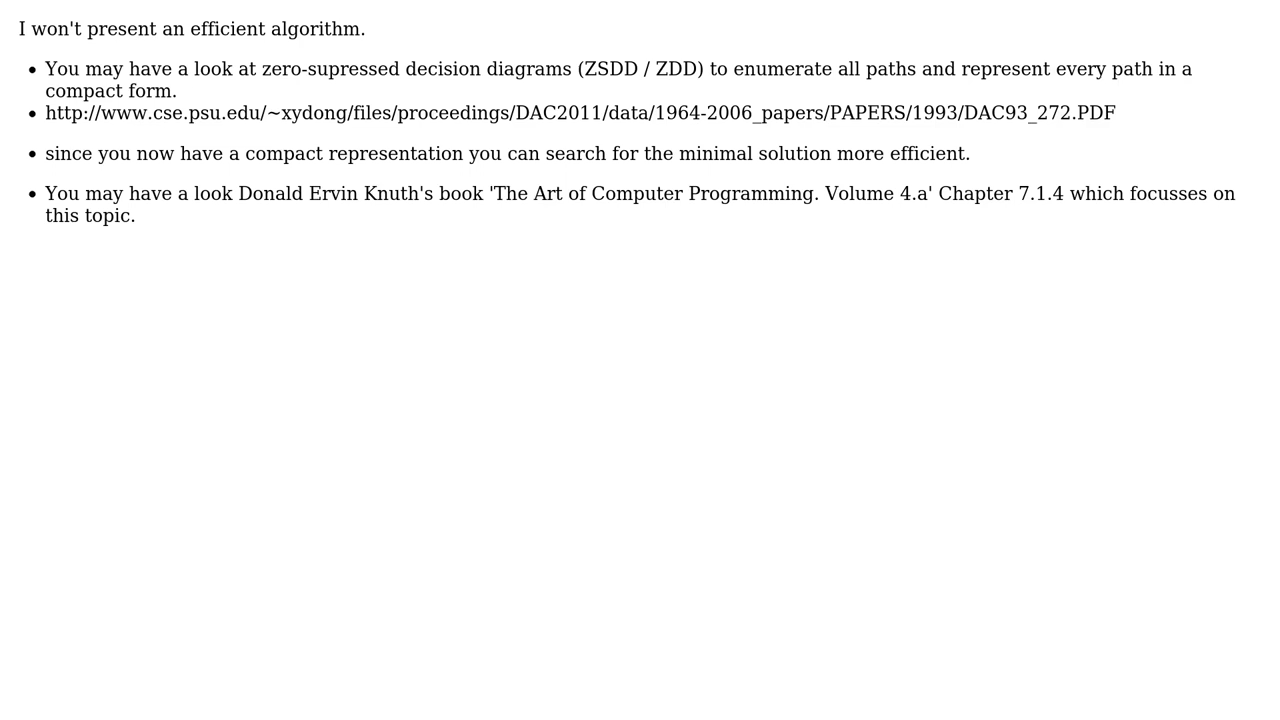 I won't present an efficient algorithm.
• You may have a look at zero-supressed decision diagrams (ZSDD / ZDD) to enumerate all paths and represent every path in a
compact form.
• http://www.cse.psu.edu/~xydong/files/proceedings/DAC2011/data/1964-2006_papers/PAPERS/1993/DAC93_272.PDF
• since you now have a compact representation you can search for the minimal solution more efficient.
• You may have a look Donald Ervin Knuth's book 'The Art of Computer Programming. Volume 4.a' Chapter 7.1.4 which focusses on
this topic.